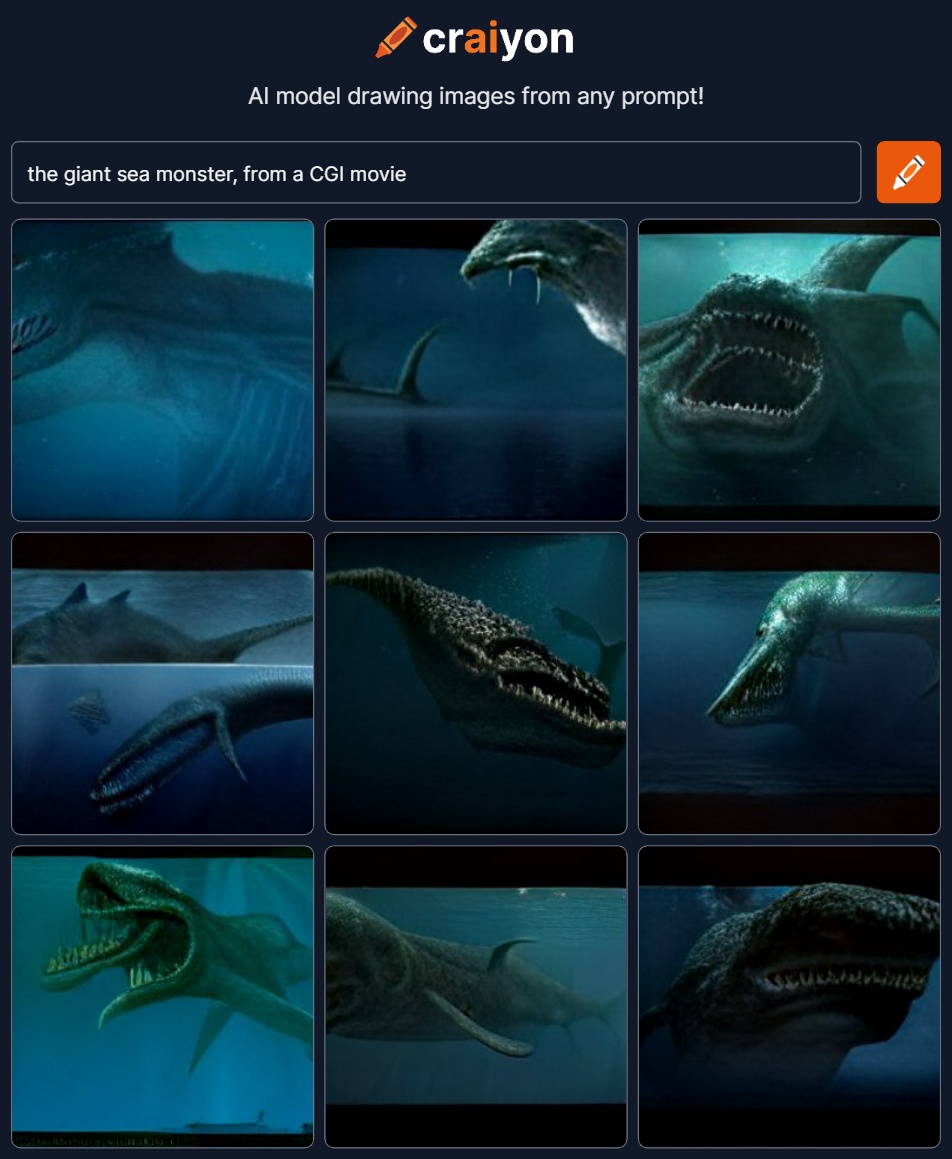 craiyon
AI model drawing images from any prompt!
the giant sea monster, from a CGI movie